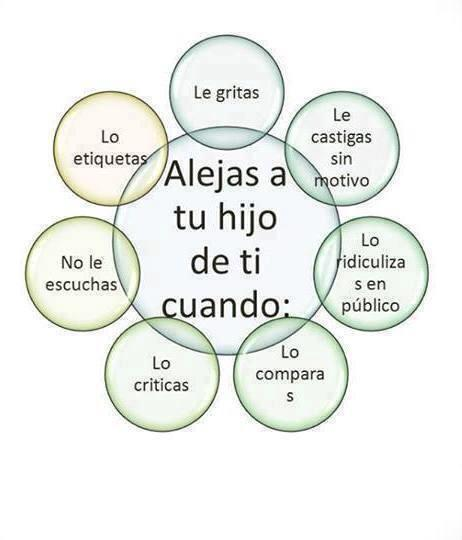 Alejas a
tu hijo
de ti
cuando:
Le gritas
Le
castigas
sin
motivo
Lo
ridiculiza
s en
público
Lo
compara
s
Lo
criticas
No le
escuchas
Lo
etiquetas